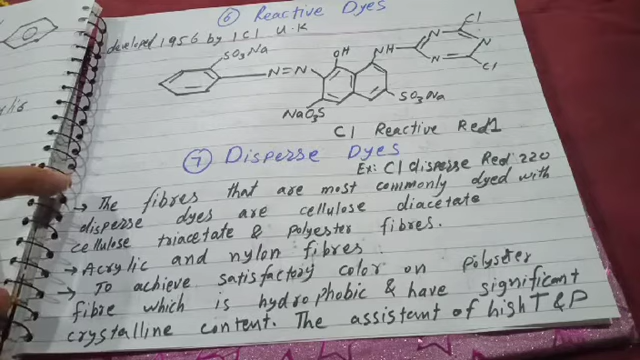 ⑥ Reactive Dyes
developed 1956 by ICI U.K
SO3Na
N=N
OH
NH
N
N
N
Cl
Cl
NaO3S
SO3Na
CI Reactive Red1
⑦ Disperse Dyes
Ex: CI disperse Red 220
→ The fibres that are most commonly dyed with
disperse dyes are cellulose diacetate
cellulose triacetate & polyester fibres.
→ Acrylic and nylon fibres.
→ To achieve satisfactory color on polyster
fibre which is hydrophobic & have significant
crystalline content. The assistant of high T & P